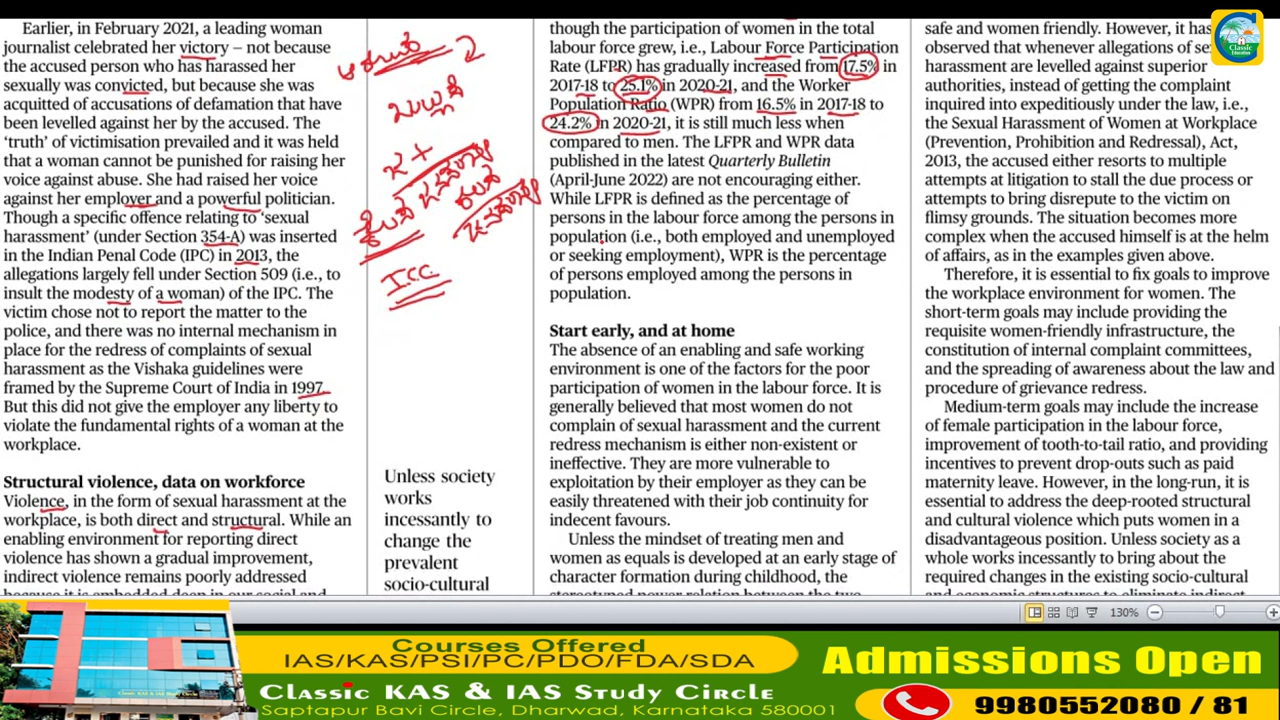 Earlier, in February 2021, a leading woman
journalist celebrated her victory — not because
the accused person who has harassed her
sexually was convicted, but because she was
acquitted of accusations of defamation that have
been levelled against her by the accused. The
‘truth’ of victimisation prevailed and it was held
that a woman cannot be punished for raising her
voice against abuse. She had raised her voice
against her employer and a powerful politician.
Though a specific offence relating to ‘sexual
harassment’ (under Section 354-A) was inserted
in the Indian Penal Code (IPC) in 2013, the
allegations largely fell under Section 509 (i.e., to
insult the modesty of a woman) of the IPC. The
victim chose not to report the matter to the
police, and there was no internal mechanism in
place for the redress of complaints of sexual
harassment as the Vishaka guidelines were
framed by the Supreme Court of India in 1997.
But this did not give the employer any liberty to
violate the fundamental rights of a woman at the
workplace.
Structural violence, data on workforce
Violence, in the form of sexual harassment at the
workplace, is both direct and structural. While an
enabling environment for reporting direct
violence has shown a gradual improvement,
indirect violence remains poorly addressed
because it is embedded deep in our social and
I.C.C
Unless society
works
incessantly to
change the
prevalent
socio-cultural
though the participation of women in the total
labour force grew, i.e., Labour Force Participation
Rate (LFPR) has gradually increased from 17.5% in
2017-18 to 25.1% in 2020-21, and the Worker
Population Ratio (WPR) from 16.5% in 2017-18 to
24.2% in 2020-21, it is still much less when
compared to men. The LFPR and WPR data
published in the latest Quarterly Bulletin
(April-June 2022) are not encouraging either.
While LFPR is defined as the percentage of
persons in the labour force among the persons in
population (i.e., both employed and unemployed
or seeking employment), WPR is the percentage
of persons employed among the persons in
population.
Start early, and at home
The absence of an enabling and safe working
environment is one of the factors for the poor
participation of women in the labour force. It is
generally believed that most women do not
complain of sexual harassment and the current
redress mechanism is either non-existent or
ineffective. They are more vulnerable to
exploitation by their employer as they can be
easily threatened with their job continuity for
indecent favours.
Unless the mindset of treating men and
women as equals is developed at an early stage of
character formation during childhood, the
stereotyped power relation between the two
safe and women friendly. However, it has
observed that whenever allegations of
harassment are levelled against superior
authorities, instead of getting the complaint
inquired into expeditiously under the law, i.e.,
the Sexual Harassment of Women at Workplace
(Prevention, Prohibition and Redressal), Act,
2013, the accused either resorts to multiple
attempts at litigation to stall the due process or
attempts to bring disrepute to the victim on
flimsy grounds. The situation becomes more
complex when the accused himself is at the helm
of affairs, as in the examples given above.
Therefore, it is essential to fix goals to improve
the workplace environment for women. The
short-term goals may include providing the
requisite women-friendly infrastructure, the
constitution of internal complaint committees,
and the spreading of awareness about the law and
procedure of grievance redress.
Medium-term goals may include the increase
of female participation in the labour force,
improvement of tooth-to-tail ratio, and providing
incentives to prevent drop-outs such as paid
maternity leave. However, in the long-run, it is
essential to address the deep-rooted structural
and cultural violence which puts women in a
disadvantageous position. Unless society as a
whole works incessantly to bring about the
required changes in the existing socio-cultural
and economic structures to eliminate indirect
Classic
Education
130%
Courses Offered
IAS/KAS/PSI/PC/PDO/FDA/SDA
Classic KAS & IAS Study Circle
Saptapur Bavi Circle, Dharwad, Karnataka 580001
Admissions Open
9980552080 / 81